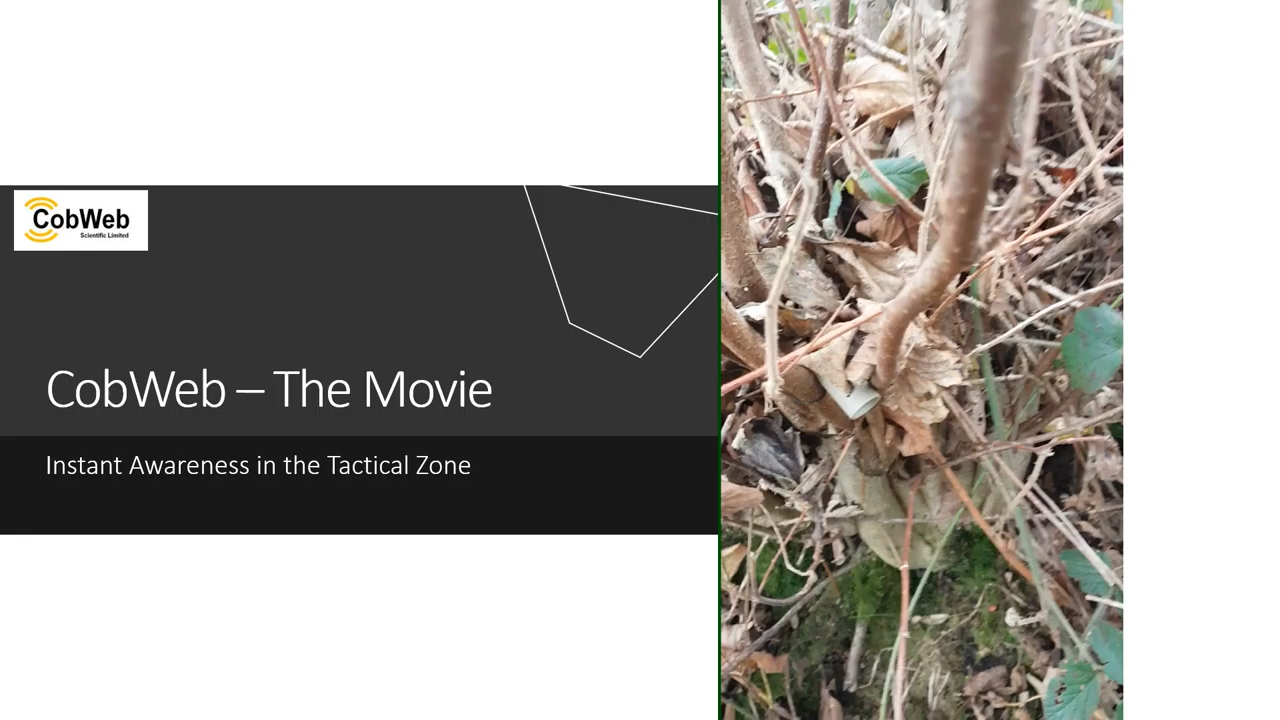 CobWeb
Scientific Limited
CobWeb – The Movie
Instant Awareness in the Tactical Zone